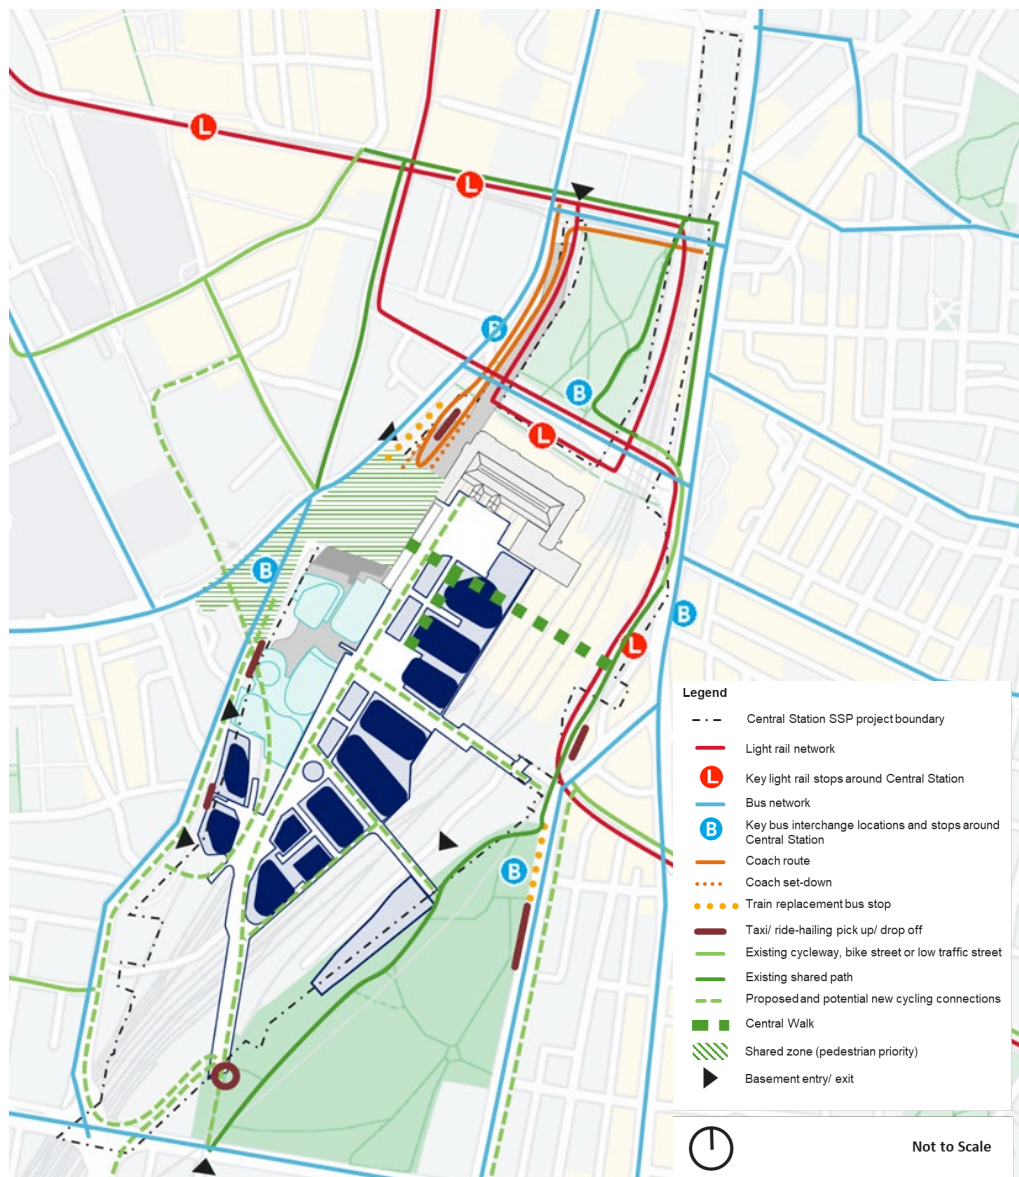 L
L
B
B
L
B
B
L
B
Legend
Central Station SSP project boundary
Light rail network
L
Key light rail stops around Central Station
Bus network
B
Key bus interchange locations and stops around
Central Station
Coach route
Coach set-down
Train replacement bus stop
Taxi/ ride-hailing pick up/ drop off
Existing cycleway, bike street or low traffic street
Existing shared path
Proposed and potential new cycling connections
Central Walk
Shared zone (pedestrian priority)
Basement entry/ exit
Not to Scale